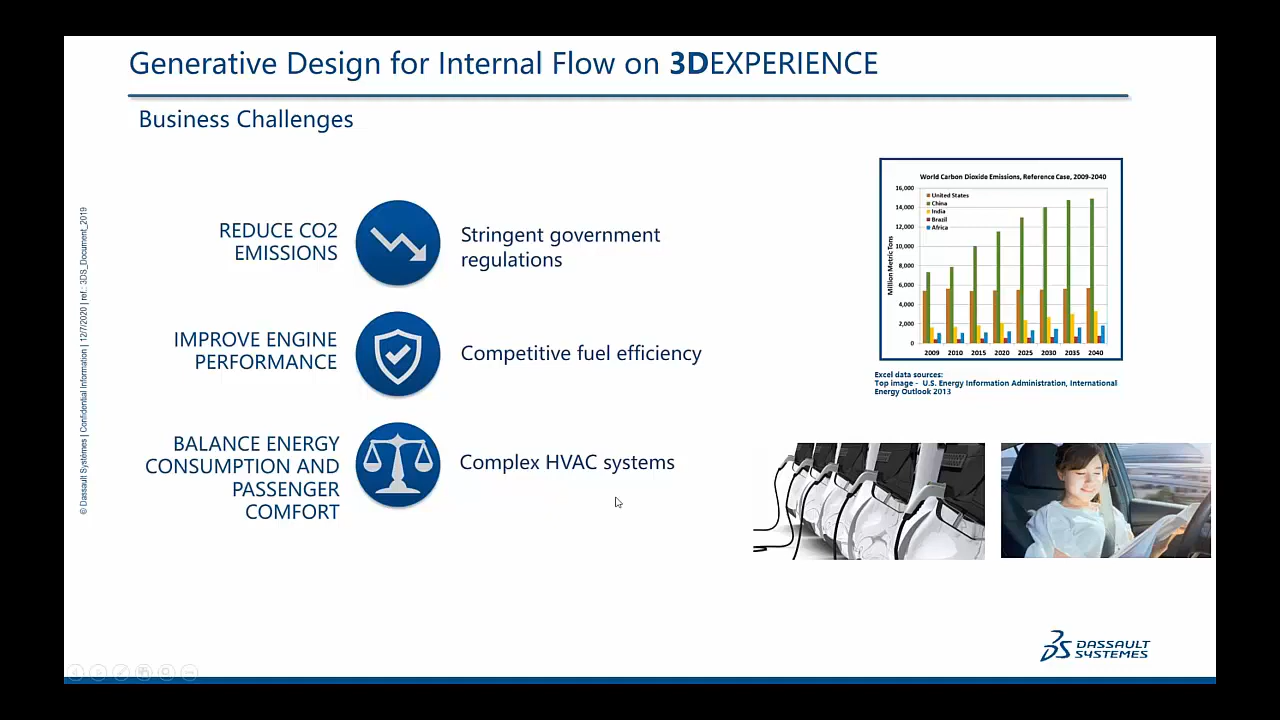 Generative Design for Internal Flow on 3DEXPERIENCE
Business Challenges
REDUCE CO2
EMISSIONS
Stringent government
regulations
IMPROVE ENGINE
PERFORMANCE
Competitive fuel efficiency
BALANCE ENERGY
CONSUMPTION AND
PASSENGER
COMFORT
Complex HVAC systems
World Carbon Dioxide Emissions, Reference Case, 2009-2040
Million Metric Tons
16,000
14,000
12,000
10,000
8,000
6,000
4,000
2,000
0
United States
China
India
Brazil
Africa
2009 2010 2015 2020 2025 2030 2035 2040
Excel data sources:
Top image - U.S. Energy Information Administration, International
Energy Outlook 2013
© Dassault Systèmes | Confidential Information | 12/7/2020 | ref.: 3DS_Document_2019
3DS DASSAULT
SYSTEMES